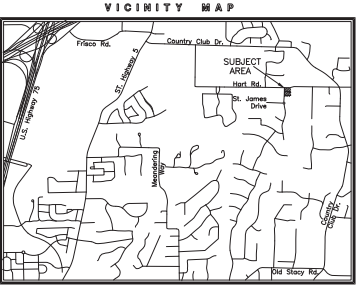 VICINITY MAP
Frisco Rd.
Country Club Dr.
ST. Highway 5
SUBJECT
AREA
U.S. Highway 75
Hart Rd.
St. James
Drive
Meandering
Way
Country
Club Dr.
Old Stacy Rd.